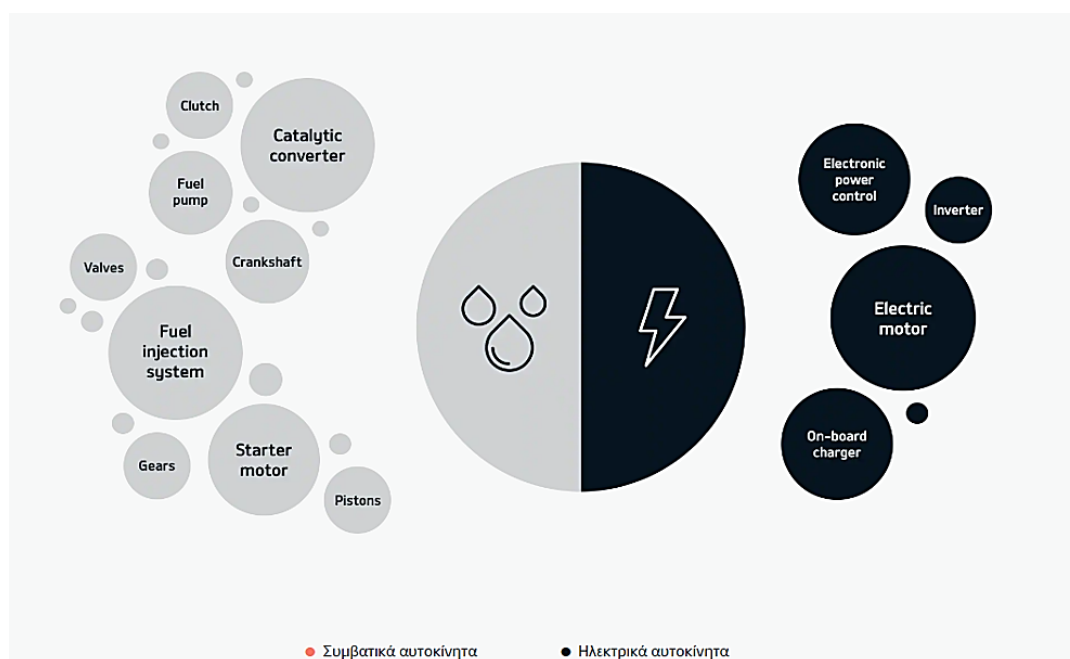 Clutch
Catalytic
converter
Fuel
pump
Crankshaft
Valves
Fuel
injection
system
Gears
Starter
motor
Pistons
Electronic
power
control
Inverter
Electric
motor
On-board
charger
Συμβατικά αυτοκίνητα
Ηλεκτρικά αυτοκίνητα